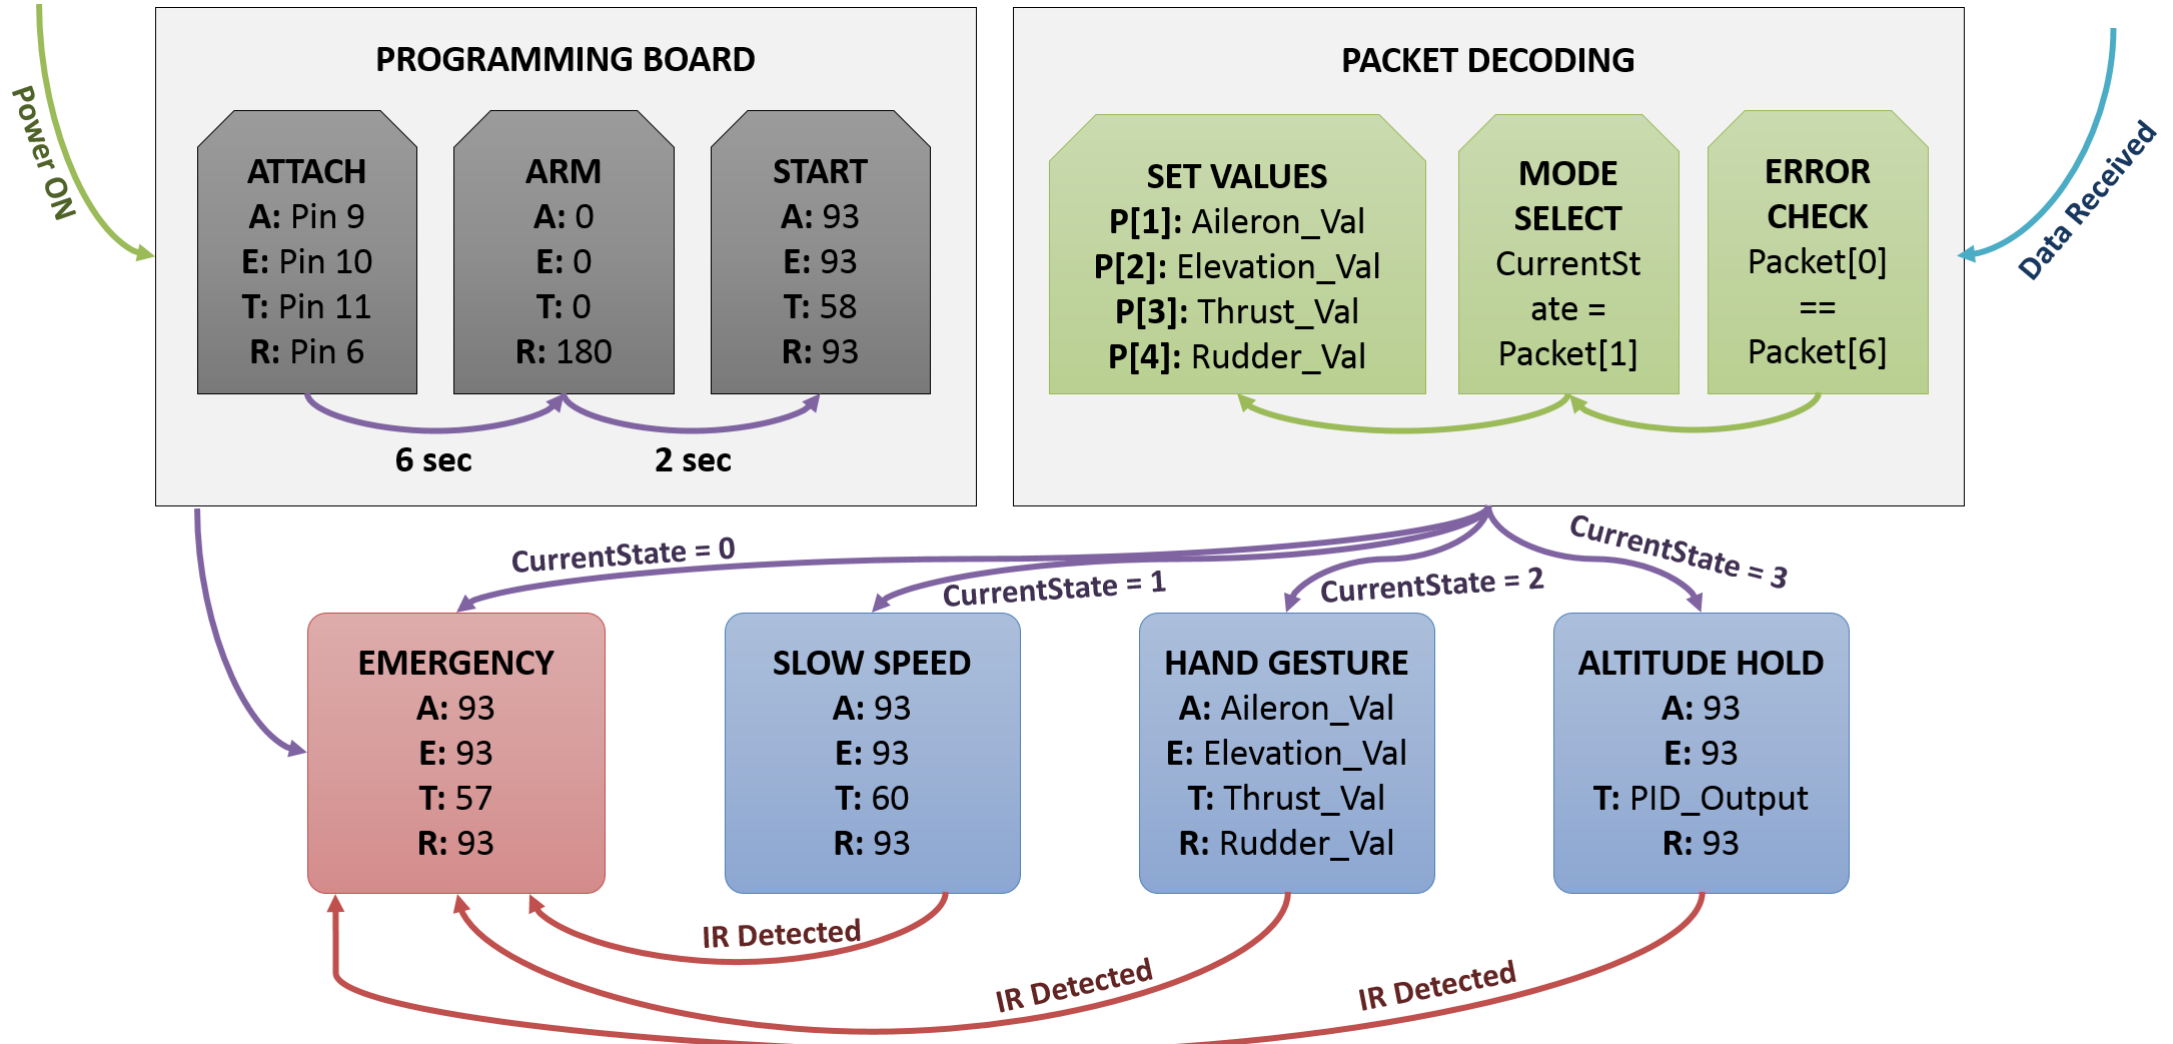 Power ON
PROGRAMMING BOARD
ATTACH
A: Pin 9
E: Pin 10
T: Pin 11
R: Pin 6
ARM
A: 0
E: 0
T: 0
R: 180
START
A: 93
E: 93
T: 58
R: 93
6 sec
2 sec
PACKET DECODING
SET VALUES
P[1]: Aileron_Val
P[2]: Elevation_Val
P[3]: Thrust_Val
P[4]: Rudder_Val
MODE
SELECT
CurrentSt
ate =
Packet[1]
ERROR
CHECK
Packet[0]
==
Packet[6]
Data Received
CurrentState = 0
CurrentState = 1
CurrentState = 2
CurrentState = 3
EMERGENCY
A: 93
E: 93
T: 57
R: 93
SLOW SPEED
A: 93
E: 93
T: 60
R: 93
HAND GESTURE
A: Aileron_Val
E: Elevation_Val
T: Thrust_Val
R: Rudder_Val
ALTITUDE HOLD
A: 93
E: 93
T: PID_Output
R: 93
IR Detected
IR Detected
IR Detected